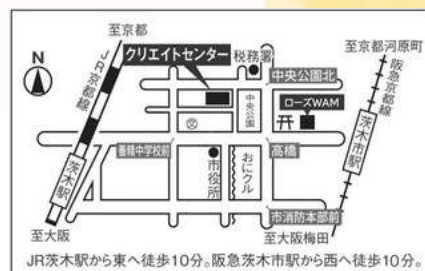 至京都
N
JR京都線
クリエイトセンター
税務署
中央公園北
至京都河原町
阪急京都線
中央公園
ローズWAM
文
養精中学校前
高橋
茨木駅
市役所
おにクル
茨木市駅
市消防本部前
至大阪
至大阪梅田
JR茨木駅から東へ徒歩10分。阪急茨木市駅から西へ徒歩10分。